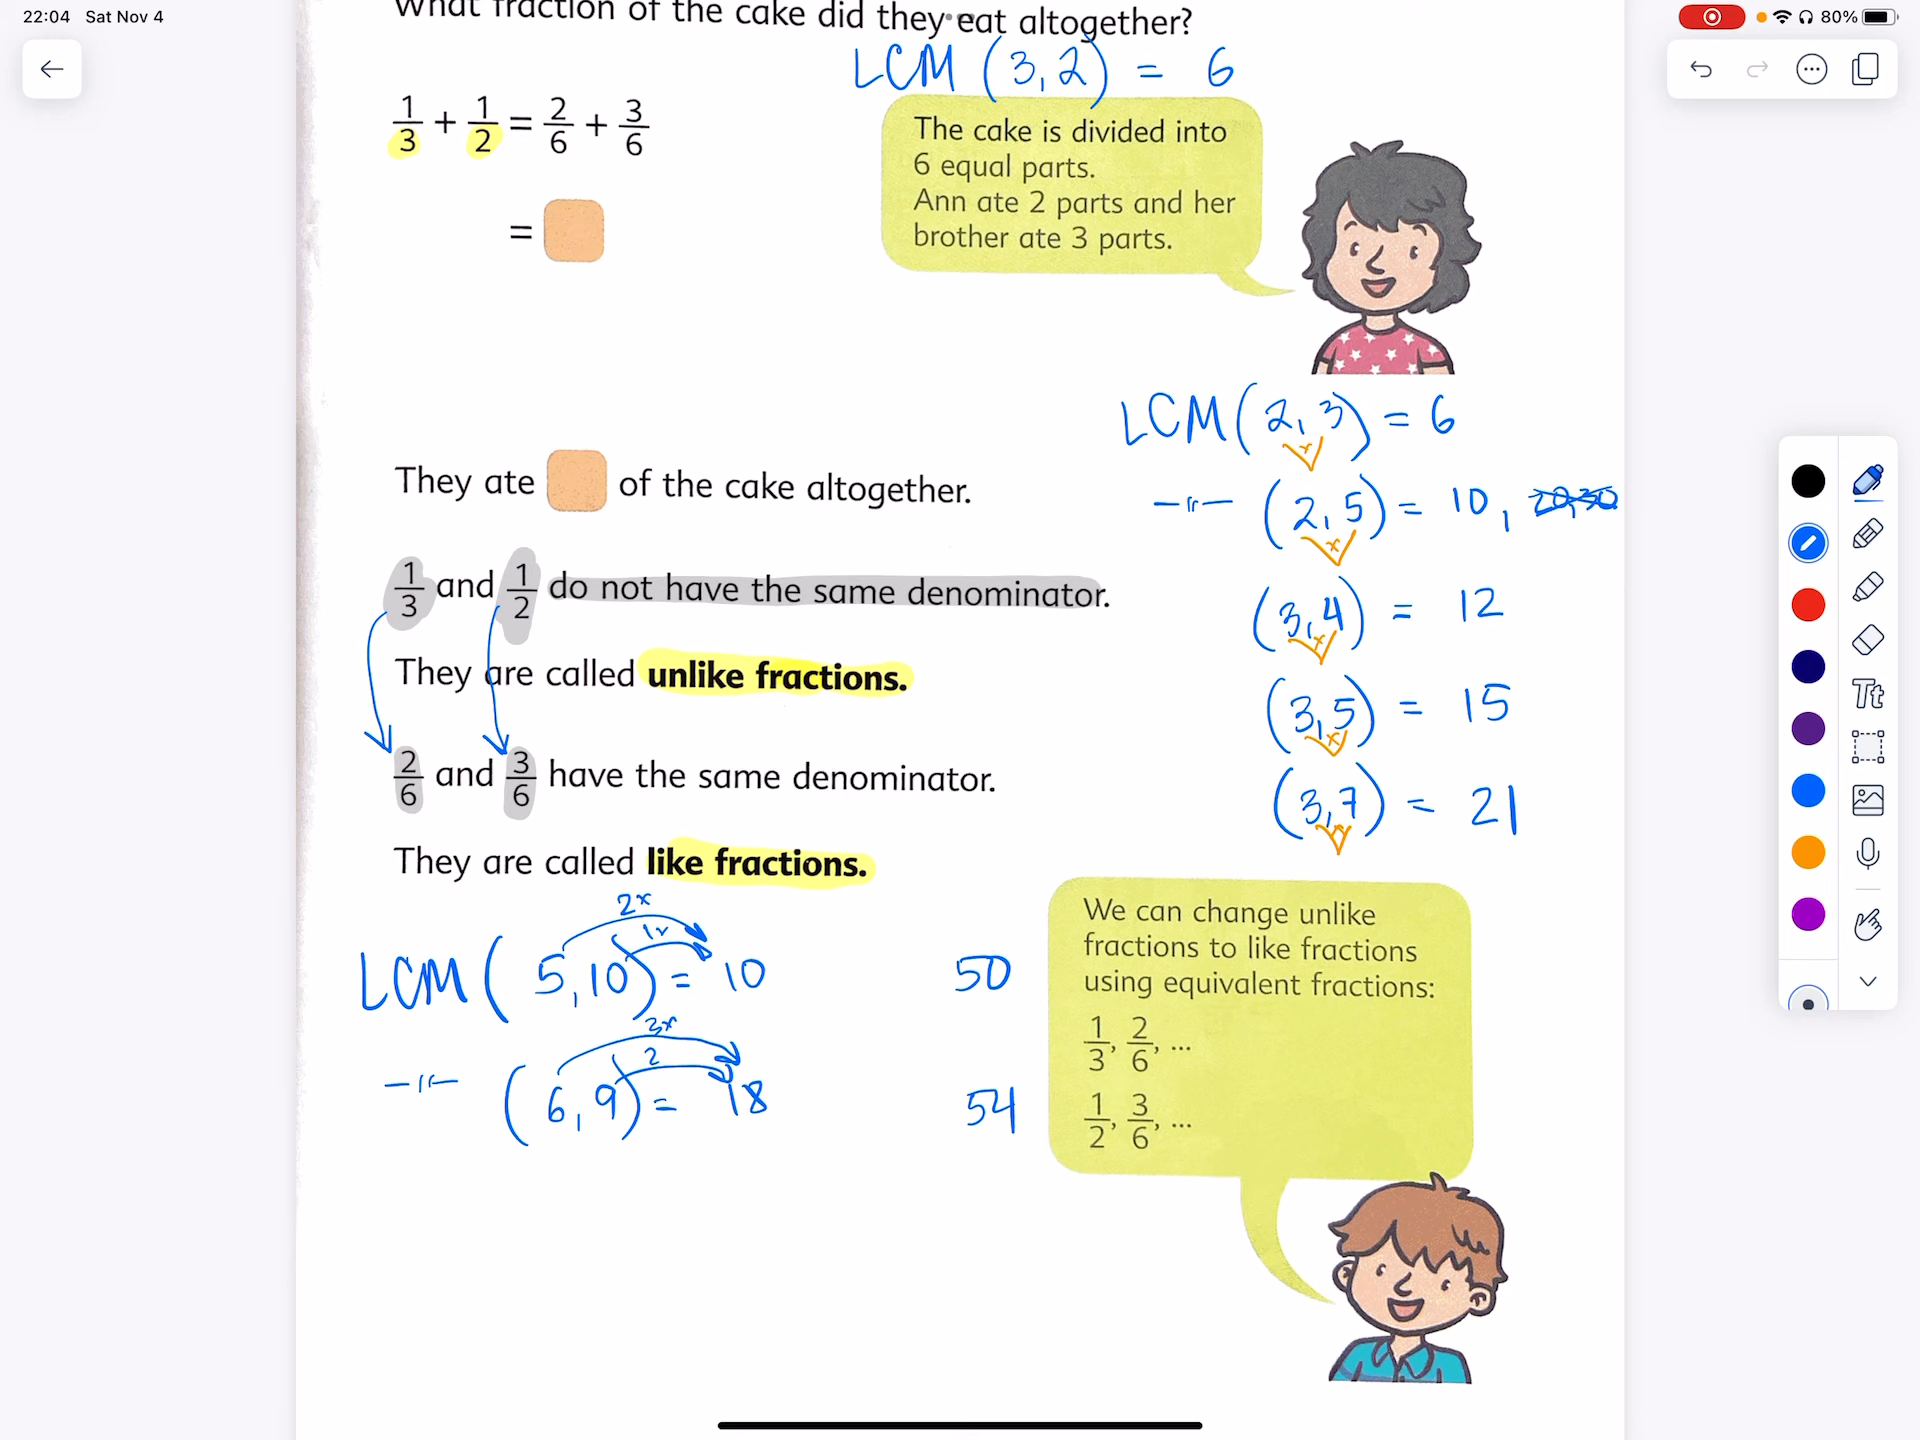 22:04 Sat Nov 4
80%
What fraction of the cake did they eat altogether?
LCM (3,2) = 6
1/3 + 1/2 = 2/6 + 3/6
=
The cake is divided into
6 equal parts.
Ann ate 2 parts and her
brother ate 3 parts.
LCM (2,3) = 6
x
They ate of the cake altogether.
(2,5) = 10,
x
1/3 and 1/2 do not have the same denominator.
(3,4) = 12
x
They are called unlike fractions.
(3,5) = 15
x
2/6 and 3/6 have the same denominator.
(3,7) = 21
They are called like fractions.
2x
1x
LCM (5,10) = 10 50
3x
2
(6,9) = 18 54
We can change unlike
fractions to like fractions
using equivalent fractions:
1/3, 2/6, ...
1/2, 3/6, ...
Tt